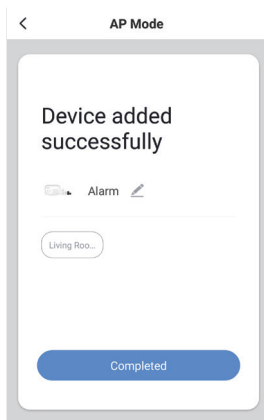 AP Mode
Device added
successfully
Alarm
Living Roo...
Completed